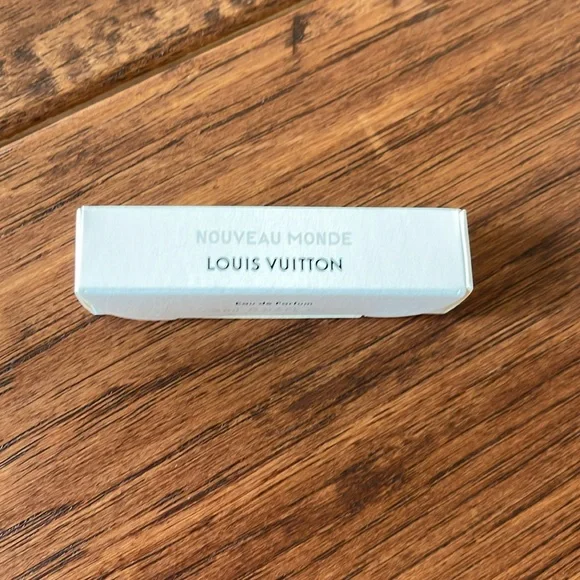 NOUVEAU MONDE
LOUIS VUITTON
Eau de Parfum